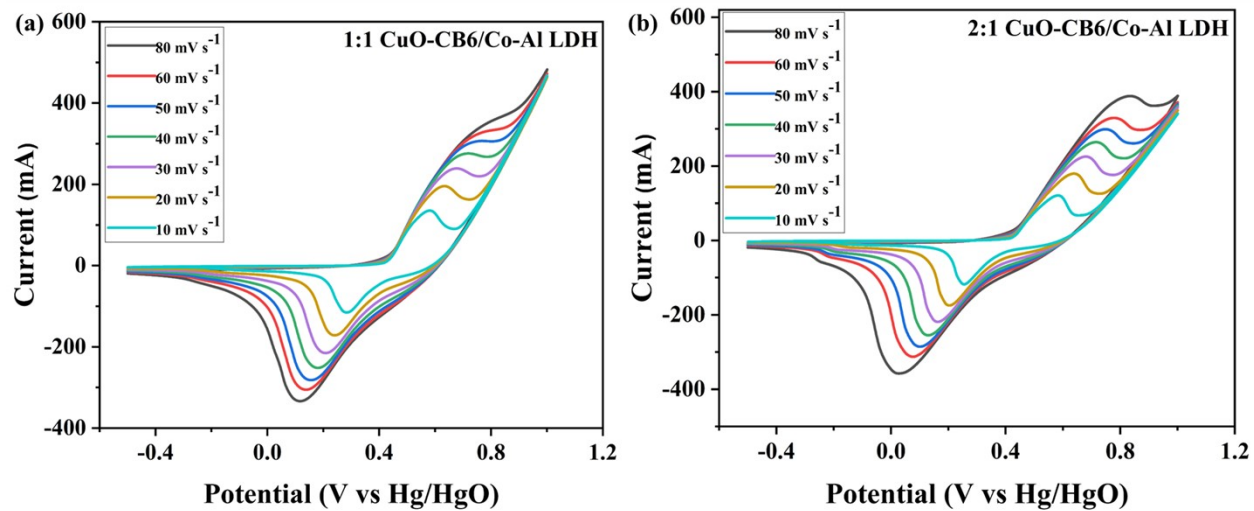 (a)
1:1 CuO-CB6/Co-Al LDH
80 mV s-1
60 mV s-1
50 mV s-1
40 mV s-1
30 mV s-1
20 mV s-1
10 mV s-1
600
400
200
0
-200
-400
-0.4
0.0
0.4
0.8
1.2
Current (mA)
Potential (V vs Hg/HgO)
(b)
2:1 CuO-CB6/Co-Al LDH
80 mV s-1
60 mV s-1
50 mV s-1
40 mV s-1
30 mV s-1
20 mV s-1
10 mV s-1
600
400
200
0
-200
-400
-0.4
0.0
0.4
0.8
1.2
Current (mA)
Potential (V vs Hg/HgO)